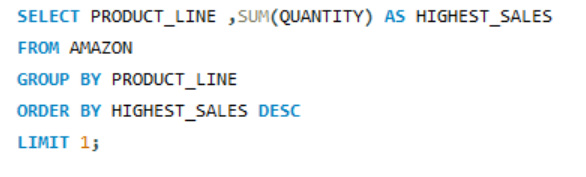 SELECT PRODUCT_LINE ,SUM(QUANTITY) AS HIGHEST_SALES
FROM AMAZON
GROUP BY PRODUCT_LINE
ORDER BY HIGHEST_SALES DESC
LIMIT 1;